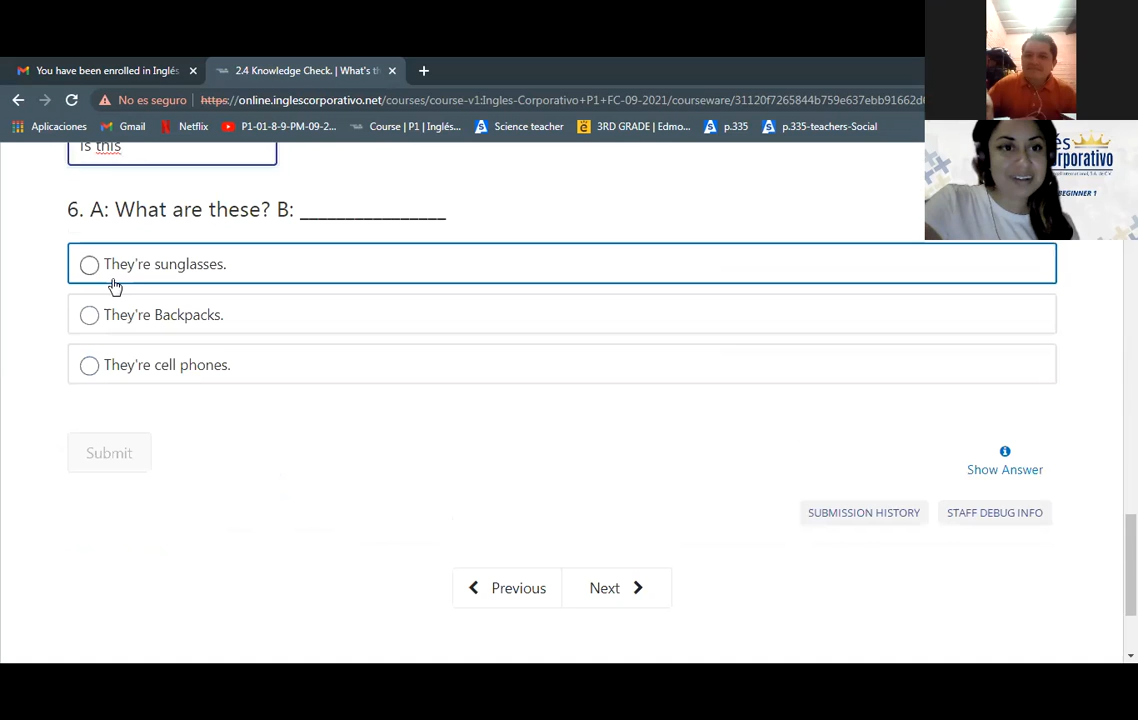 You have been enrolled in Inglés
2.4 Knowledge Check. | What's th
No es seguro
https://online.inglescorporativo.net/courses/course-v1:Ingles-Corporativo+P1+FC-09-2021/courseware/31120f7265844b759e637ebb91662d
Aplicaciones
Gmail
Netflix
P1-01-8-9-PM-09-2...
Course | P1 | Inglés...
Science teacher
3RD GRADE | Edmo...
p.335
p.335-teachers-Social
és
orporativo
BEGINNER 1
Is this
6. A: What are these? B: ________________
They're sunglasses.
They're Backpacks.
They're cell phones.
Submit
Show Answer
SUBMISSION HISTORY
STAFF DEBUG INFO
Previous
Next